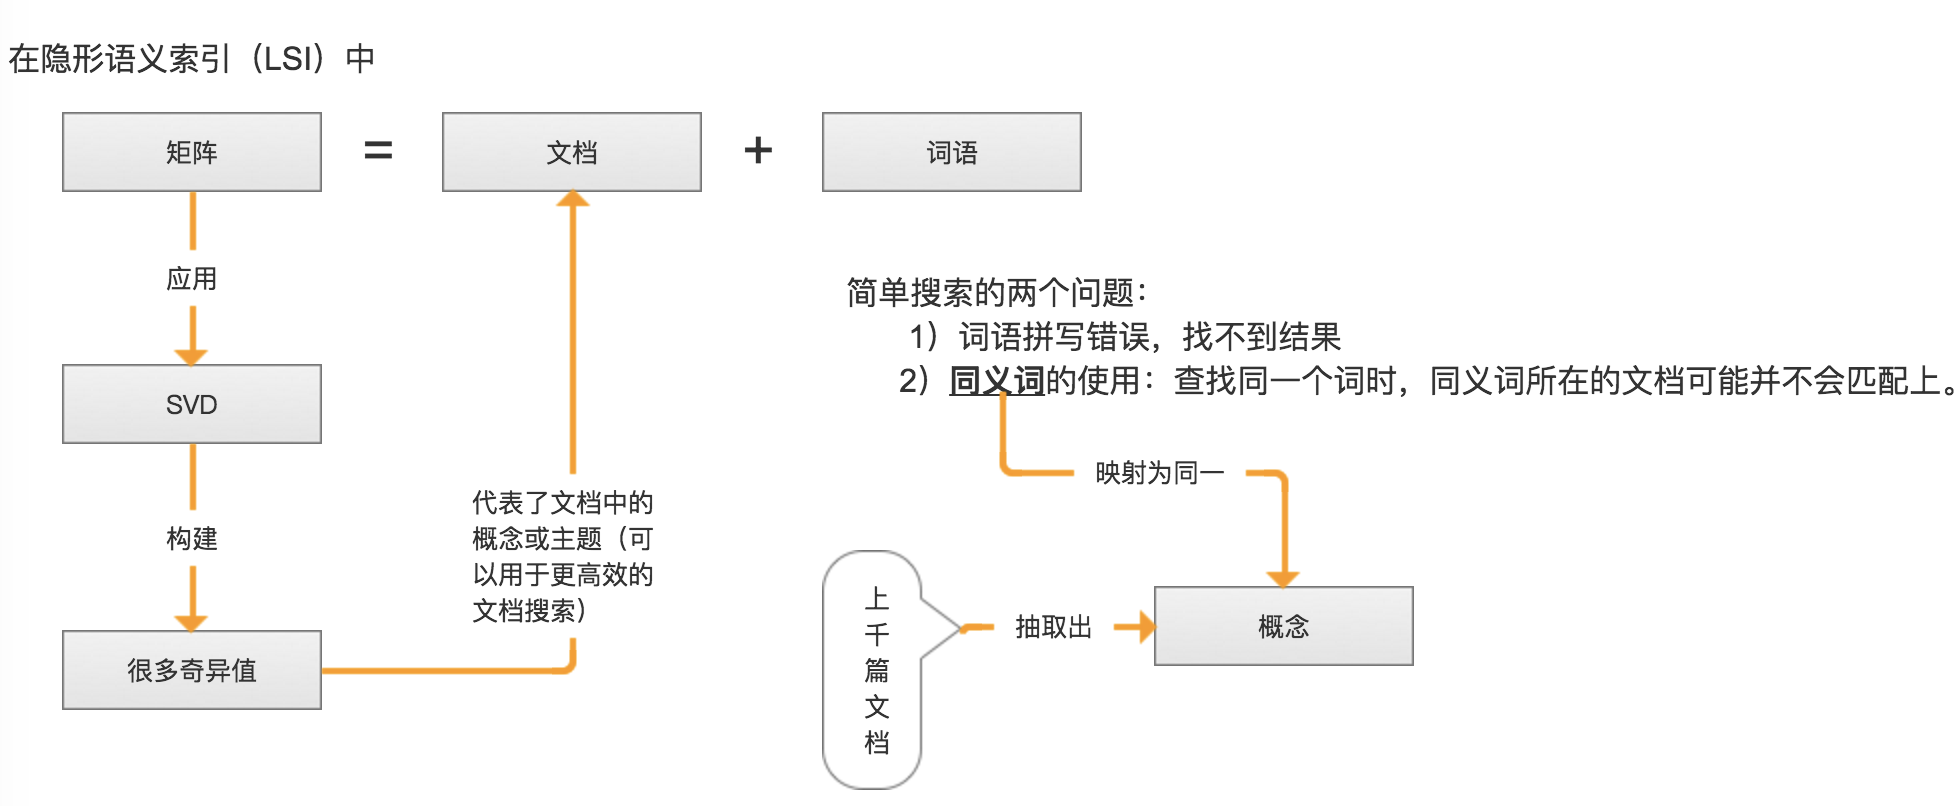 在隐形语义索引（LSI）中
矩阵
=
文档
+
词语
应用
SVD
构建
很多奇异值
代表了文档中的
概念或主题（可
以用于更高效的
文档搜索）
简单搜索的两个问题：
1）词语拼写错误，找不到结果
2）同义词的使用：查找同一个词时，同义词所在的文档可能并不会匹配上。
映射为同一
上
千
篇
文
档
抽取出
概念